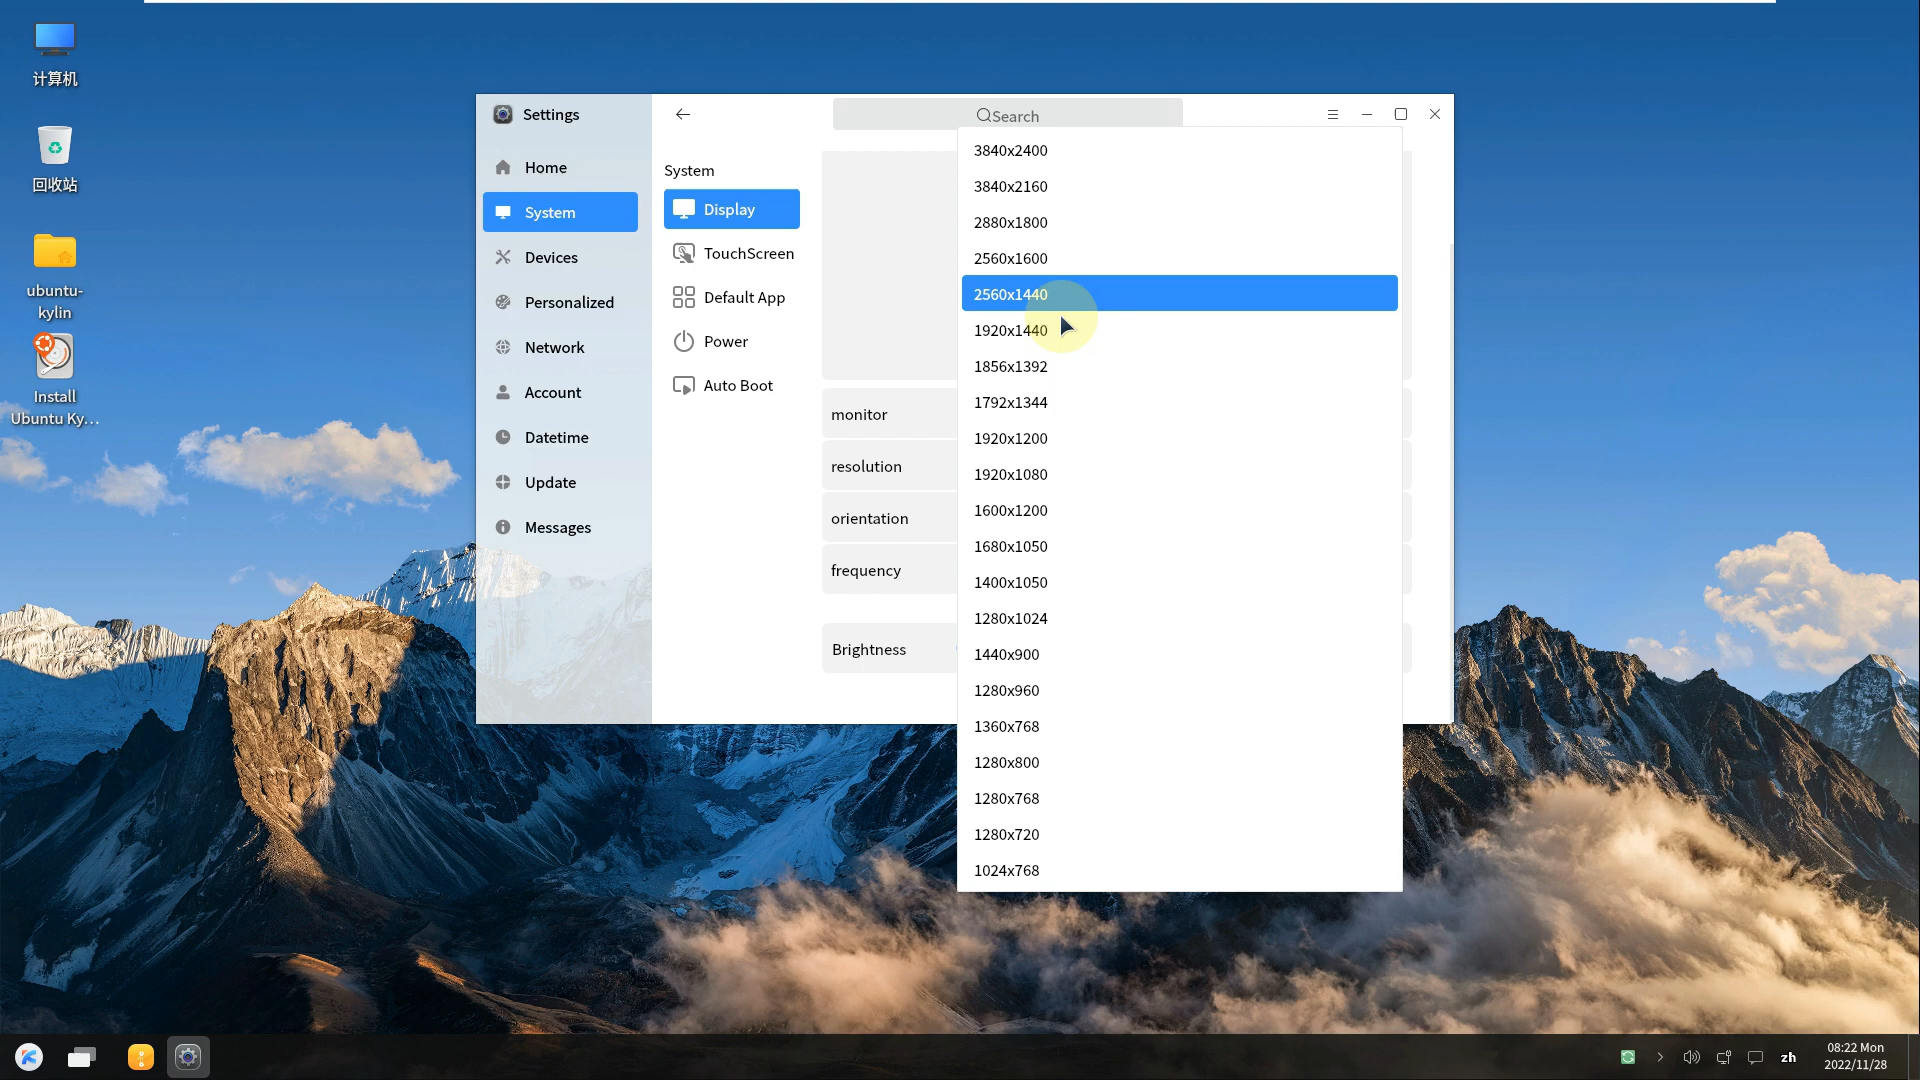 计算机
回收站
ubuntu-
kylin
Install
Ubuntu Ky...
Settings
Home
System
Devices
Personalized
Network
Account
Datetime
Update
Messages
Search
System
Display
TouchScreen
Default App
Power
Auto Boot
monitor
resolution
orientation
frequency
Brightness
3840x2400
3840x2160
2880x1800
2560x1600
2560x1440
1920x1440
1856x1392
1792x1344
1920x1200
1920x1080
1600x1200
1680x1050
1400x1050
1280x1024
1440x900
1280x960
1360x768
1280x800
1280x768
1280x720
1024x768
zh
08:22 Mon
2022/11/28